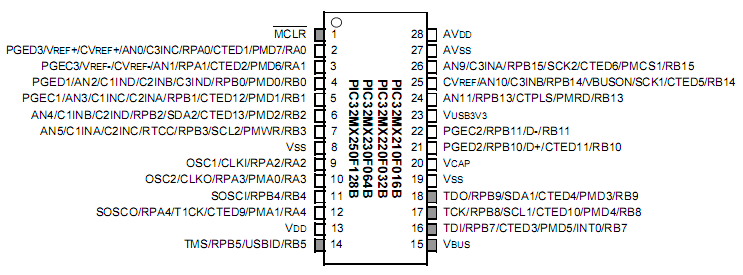 MCLR 1 28 AVDD
PGED3/VREF+/CVREF+/AN0/C3INC/RPA0/CTED1/PMD7/RA0 2 27 AVSS
PGEC3/VREF-/CVREF-/AN1/RPA1/CTED2/PMD6/RA1 3 26 AN9/C3INA/RPB15/SCK2/CTED6/PMCS1/RB15
PGED1/AN2/C1IND/C2INB/C3IND/RPB0/PMD0/RB0 4 25 CVREF/AN10/C3INB/RPB14/VBUSON/SCK1/CTED5/RB14
PGEC1/AN3/C1INC/C2INA/RPB1/CTED12/PMD1/RB1 5 24 AN11/RPB13/CTPLS/PMRD/RB13
AN4/C1INB/C2IND/RPB2/SDA2/CTED13/PMD2/RB2 6 23 VUSB3V3
AN5/C1INA/C2INC/RTCC/RPB3/SCL2/PMWR/RB3 7 22 PGEC2/RPB11/D-/RB11
VSS 8 21 PGED2/RPB10/D+/CTED11/RB10
OSC1/CLKI/RPA2/RA2 9 20 VCAP
OSC2/CLKO/RPA3/PMA0/RA3 10 19 VSS
SOSCI/RPB4/RB4 11 18 TDO/RPB9/SDA1/CTED4/PMD3/RB9
SOSCO/RPA4/T1CK/CTED9/PMA1/RA4 12 17 TCK/RPB8/SCL1/CTED10/PMD4/RB8
VDD 13 16 TDI/RPB7/CTED3/PMD5/INT0/RB7
TMS/RPB5/USBID/RB5 14 15 VBUS
PIC32MX210F016B
PIC32MX220F032B
PIC32MX230F064B
PIC32MX250F128B